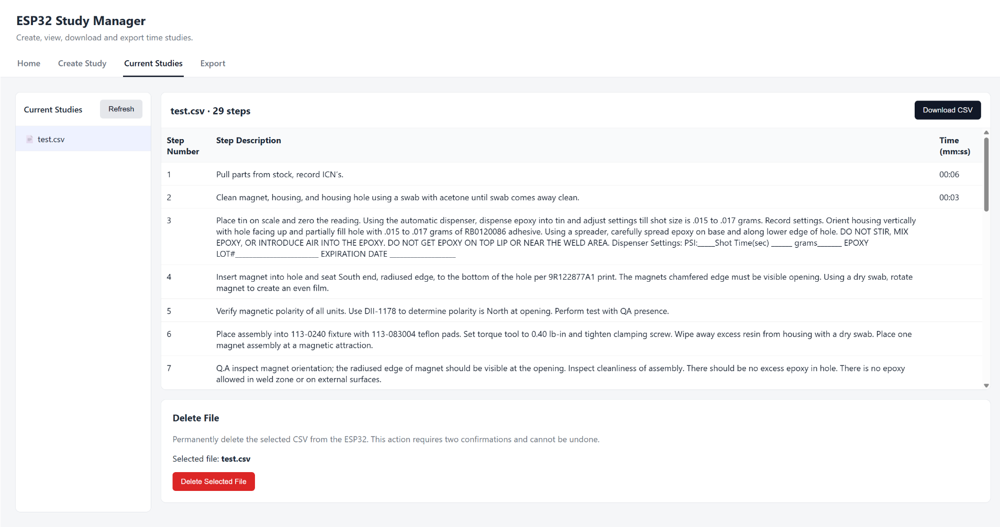 ESP32 Study Manager
Create, view, download and export time studies.
Home
Create Study
Current Studies
Export
Current Studies
Refresh
test.csv
test.csv · 29 steps
Download CSV
Step
Number
Step Description
Time
(mm:ss)
1
Pull parts from stock, record ICN's.
00:06
2
Clean magnet, housing, and housing hole using a swab with acetone until swab comes away clean.
00:03
3
Place tin on scale and zero the reading. Using the automatic dispenser, dispense epoxy into tin and adjust settings till shot size is .015 to .017 grams. Record settings. Orient housing vertically
with hole facing up and partially fill hole with .015 to .017 grams of RB0120086 adhesive. Using a spreader, carefully spread epoxy on base and along lower edge of hole. DO NOT STIR, MIX
EPOXY, OR INTRODUCE AIR INTO THE EPOXY. DO NOT GET EPOXY ON TOP LIP OR NEAR THE WELD AREA. Dispenser Settings: PSI:_____Shot Time(sec) ______ grams_______ EPOXY
LOT#________________________ EXPIRATION DATE ___________________
4
Insert magnet into hole and seat South end, radiused edge, to the bottom of the hole per 9R122877A1 print. The magnets chamfered edge must be visible opening. Using a dry swab, rotate
magnet to create an even film.
5
Verify magnetic polarity of all units. Use DII-1178 to determine polarity is North at opening. Perform test with QA presence.
6
Place assembly into 113-0240 fixture with 113-083004 teflon pads. Set torque tool to 0.40 lb-in and tighten clamping screw. Wipe away excess resin from housing with a dry swab. Place one
magnet assembly at a magnetic attraction.
7
Q.A inspect magnet orientation; the radiused edge of magnet should be visible at the opening. Inspect cleanliness of assembly. There should be no excess epoxy in hole. There is no epoxy
allowed in weld zone or on external surfaces.
Delete File
Permanently delete the selected CSV from the ESP32. This action requires two confirmations and cannot be undone.
Selected file: test.csv
Delete Selected File